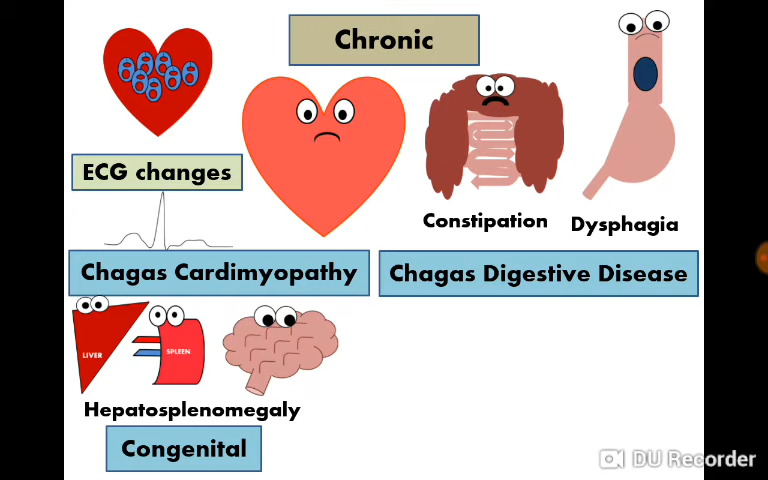 Chronic
ECG changes
Constipation
Dysphagia
Chagas Cardimyopathy
Chagas Digestive Disease
LIVER
SPLEEN
Hepatosplenomegaly
Congenital
DU Recorder